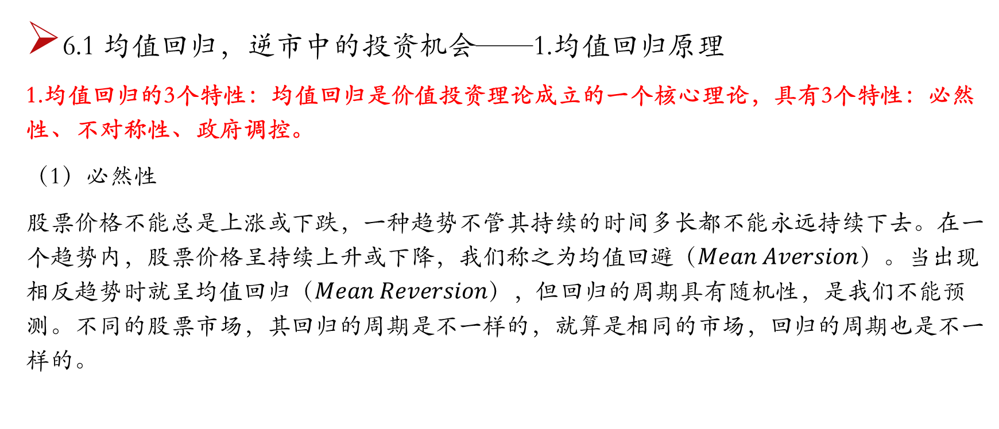 6.1 均值回归，逆市中的投资机会——1.均值回归原理
1.均值回归的3个特性：均值回归是价值投资理论成立的一个核心理论，具有3个特性：必然
性、不对称性、政府调控。
（1）必然性
股票价格不能总是上涨或下跌，一种趋势不管其持续的时间多长都不能永远持续下去。在一
个趋势内，股票价格呈持续上升或下降，我们称之为均值回避（Mean Aversion）。当出现
相反趋势时就呈均值回归（Mean Reversion），但回归的周期具有随机性，是我们不能预
测。不同的股票市场，其回归的周期是不一样的，就算是相同的市场，回归的周期也是不一
样的。